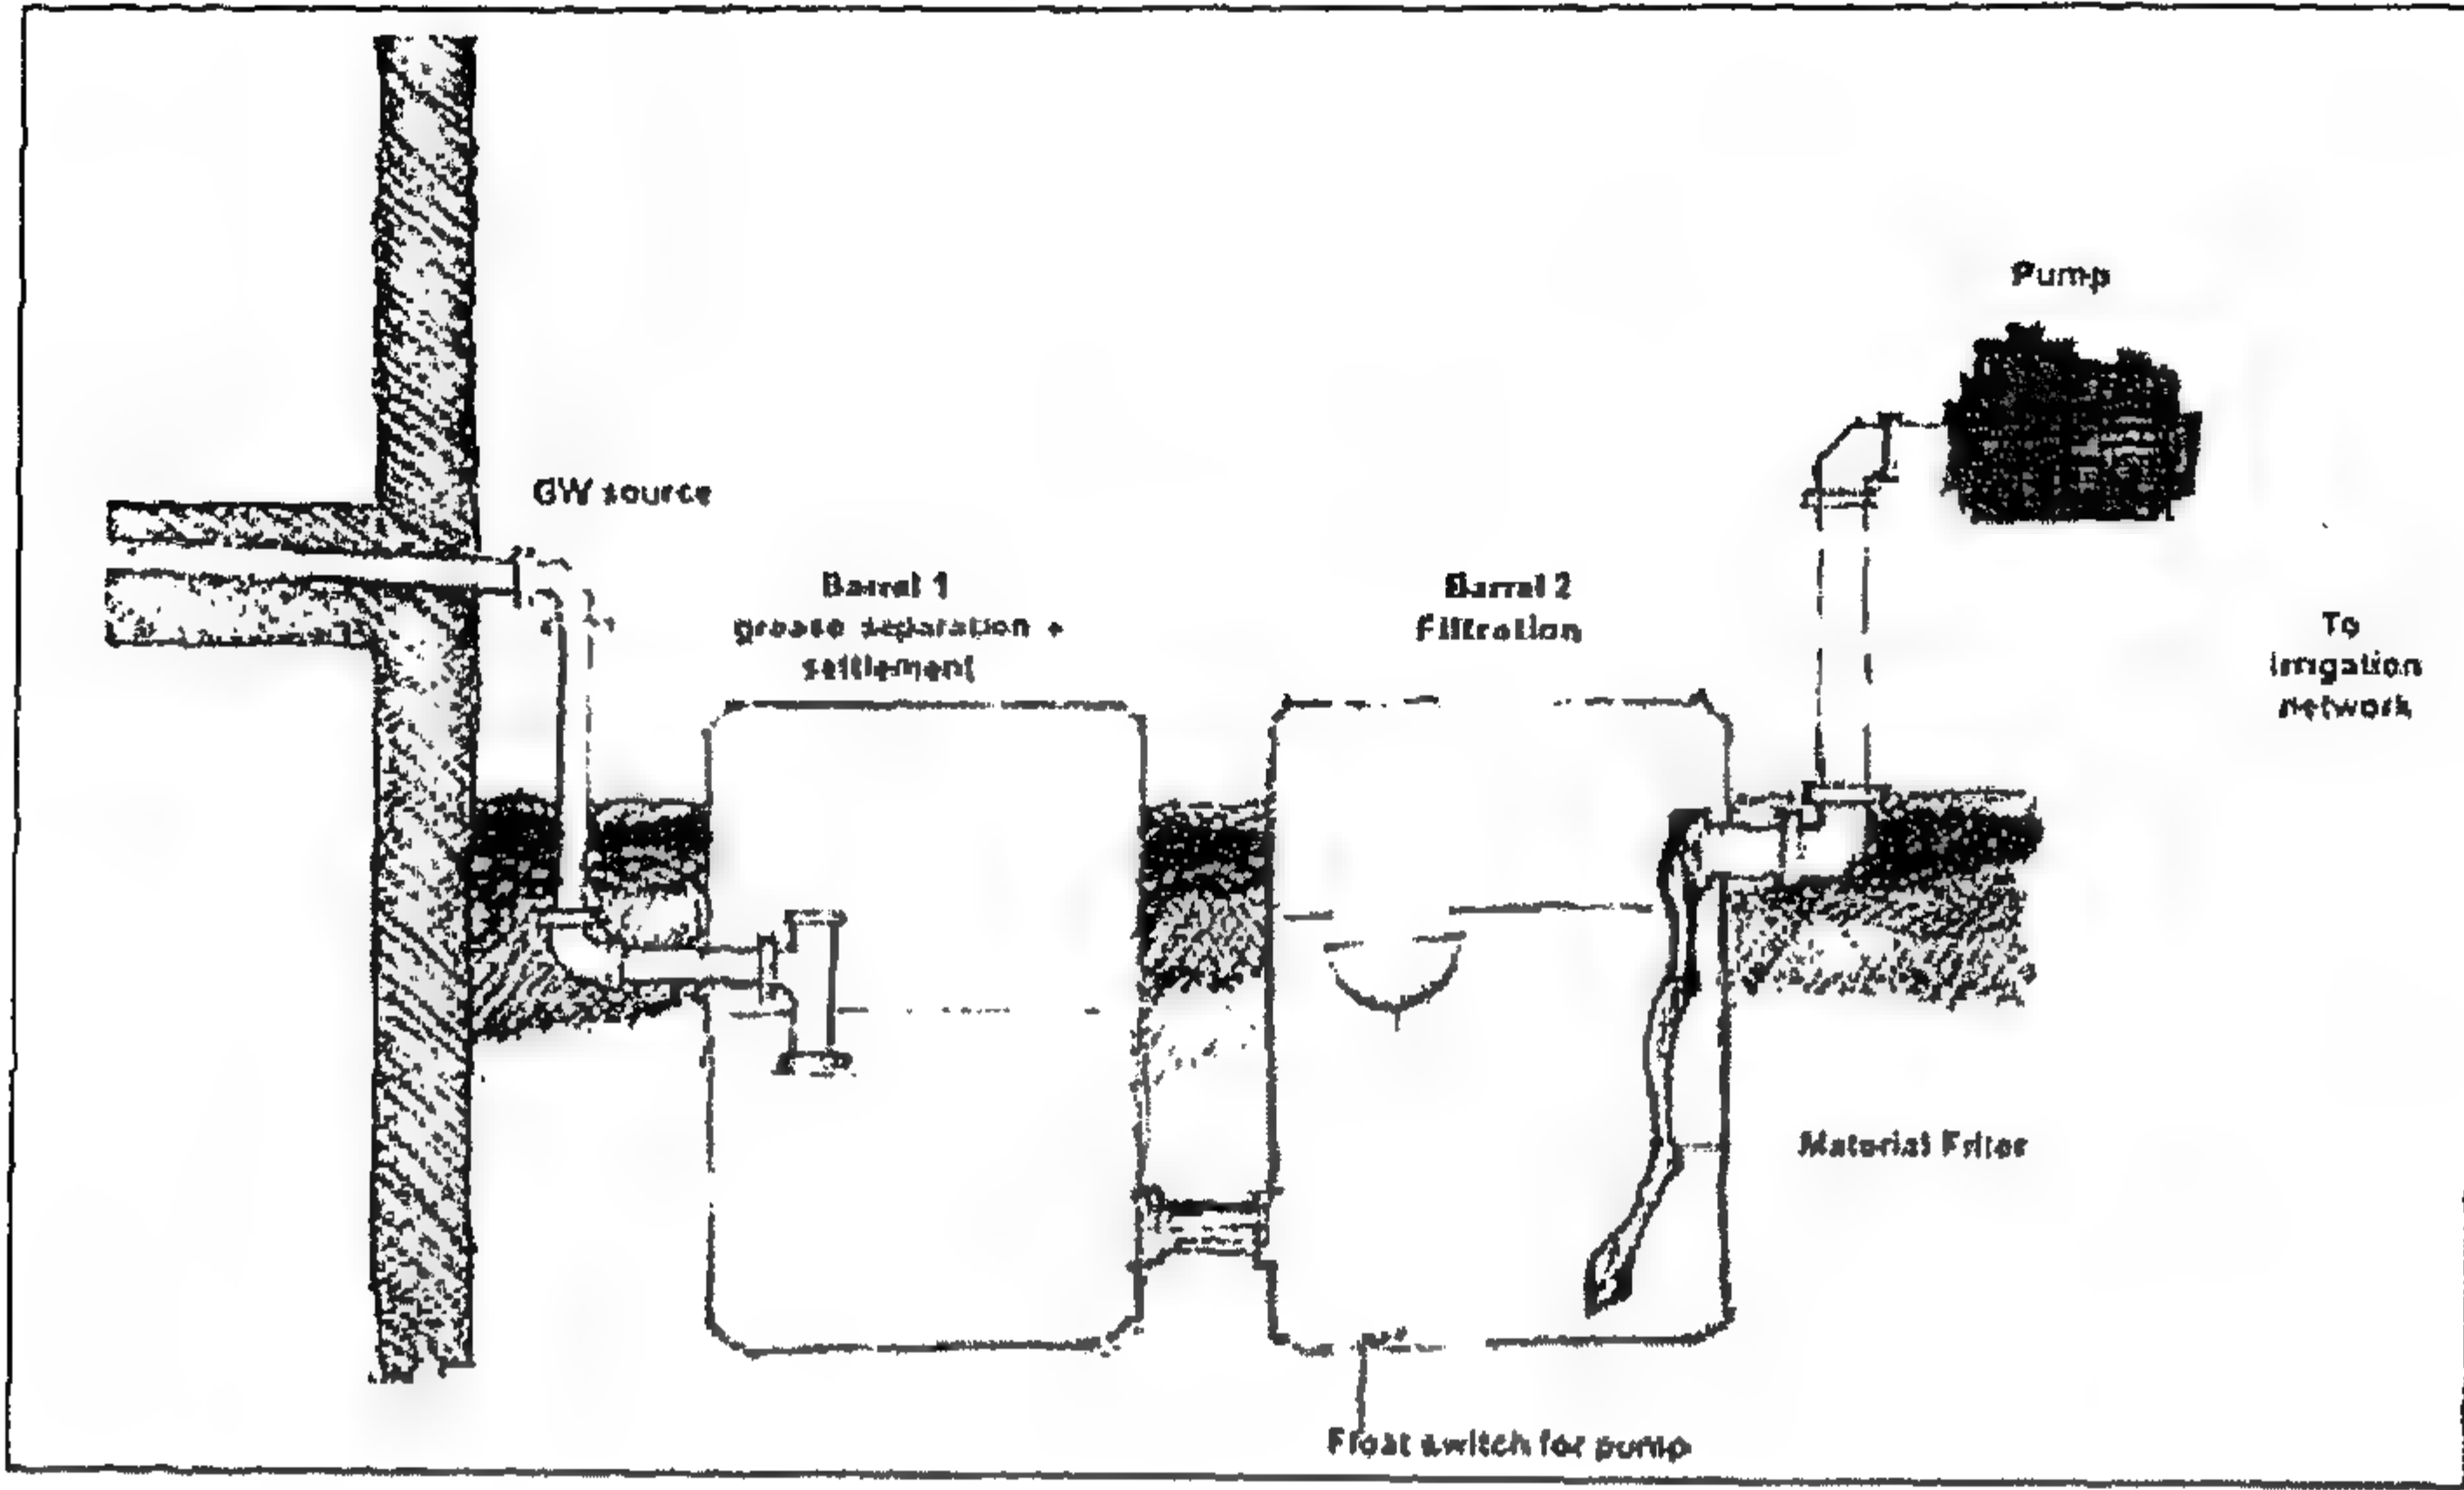 Pump
GW source
Barrel 1
grease separation +
settlement
Barrel 2
Filtration
To
irrigation
network
Material Filter
Float switch for pump